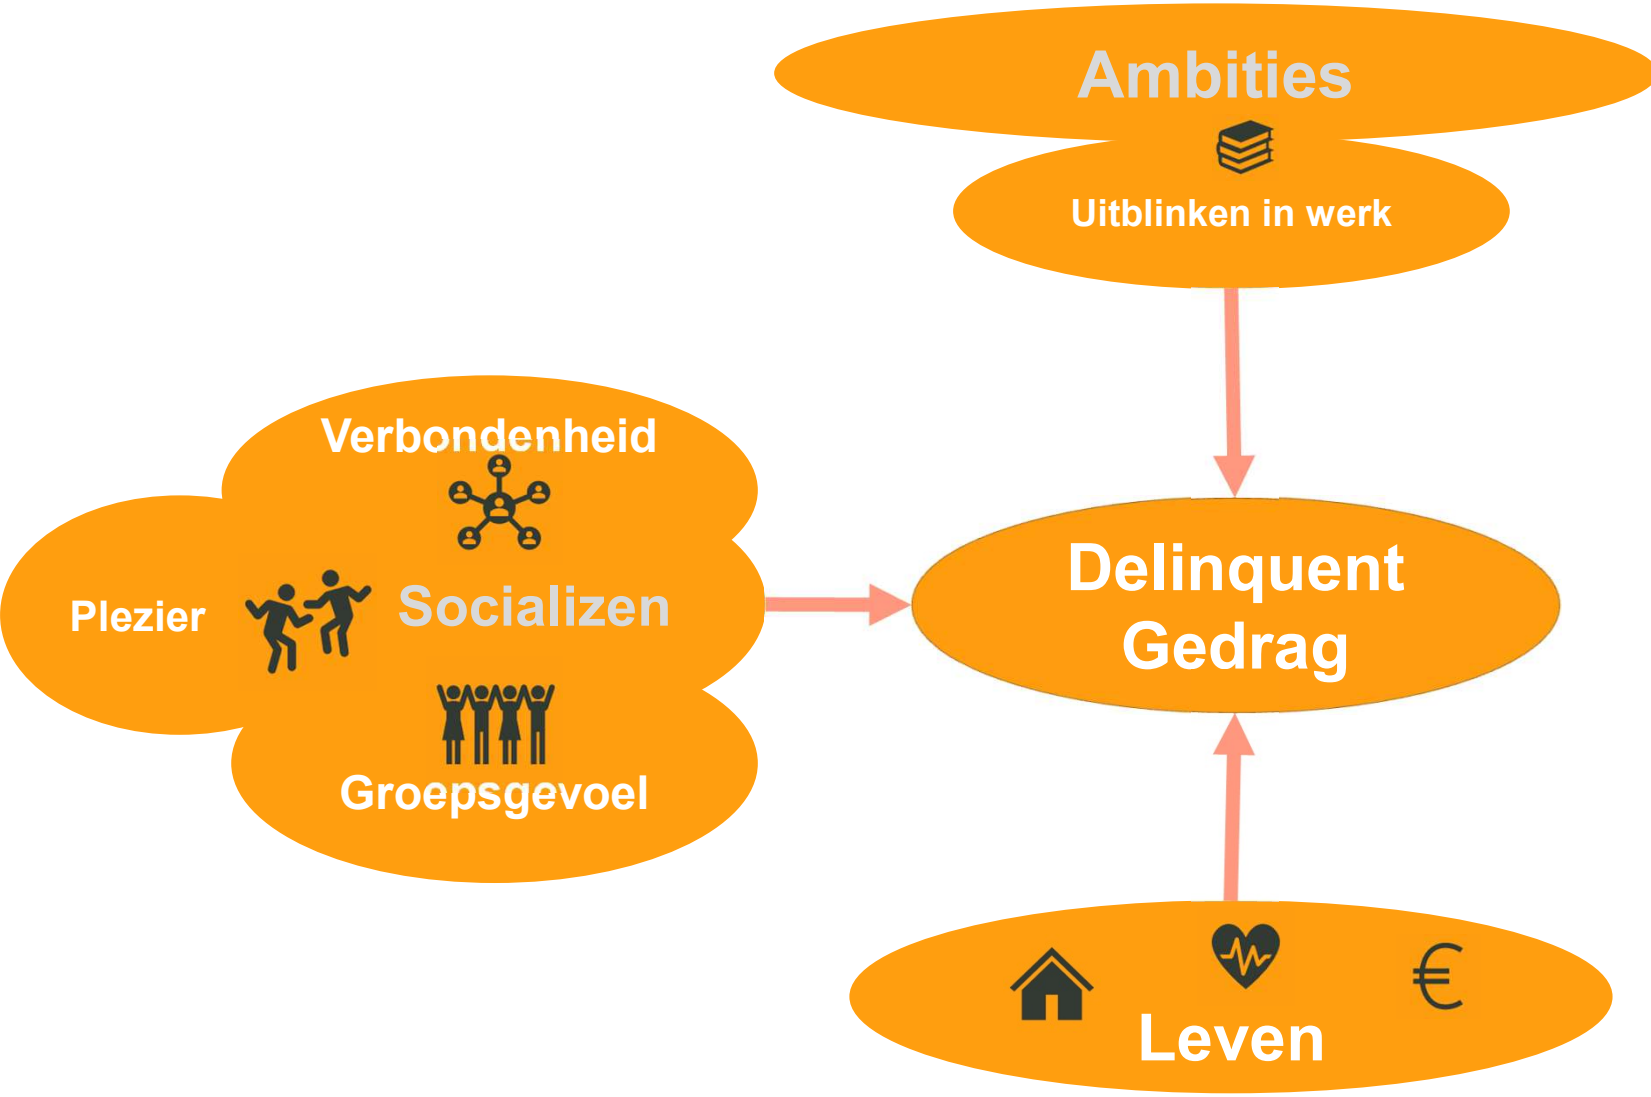 Ambities
Uitblinken in werk
Verbondenheid
Plezier
Socializen
Groepsgevoel
Delinquent
Gedrag
€
Leven